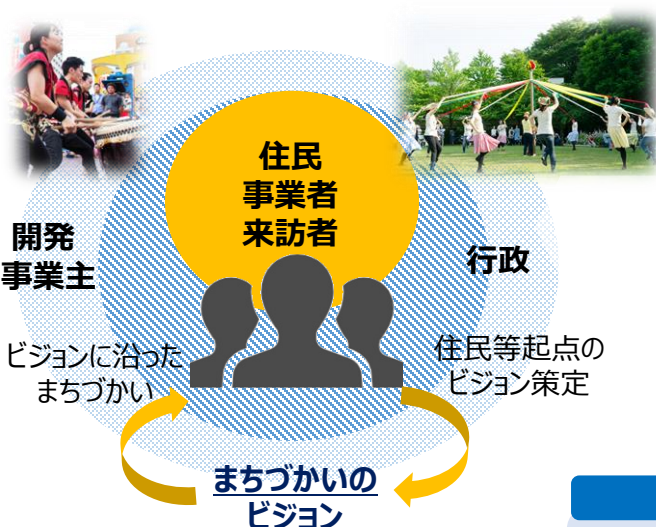 住民
事業者
来訪者
開発
事業主
行政
ビジョンに沿った
まちづかい
住民等起点の
ビジョン策定
まちづかいの
ビジョン